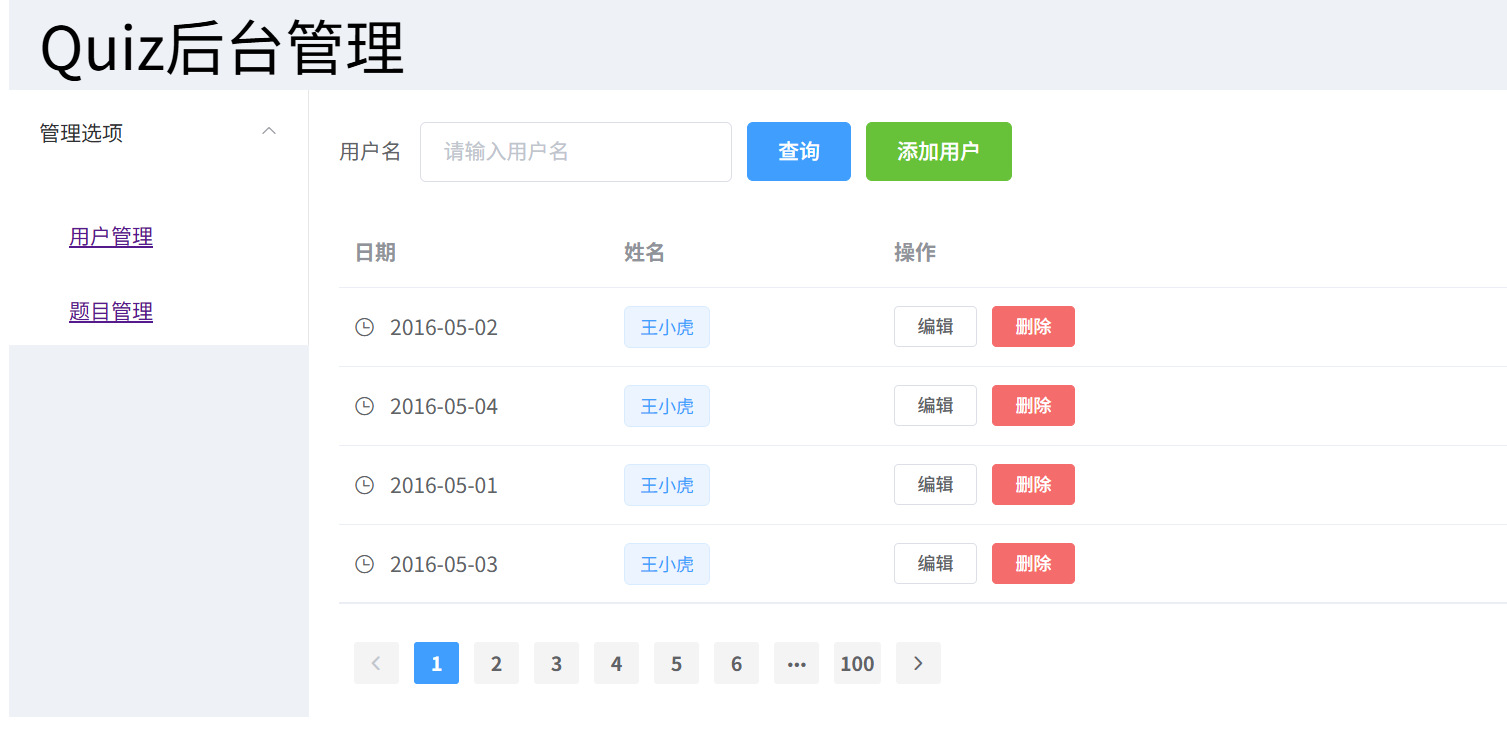 Quiz后台管理
管理选项
用户管理
题目管理
用户名 请输入用户名 查询 添加用户
日期 姓名 操作
2016-05-02 王小虎 编辑 删除
2016-05-04 王小虎 编辑 删除
2016-05-01 王小虎 编辑 删除
2016-05-03 王小虎 编辑 删除
1 2 3 4 5 6 ... 100